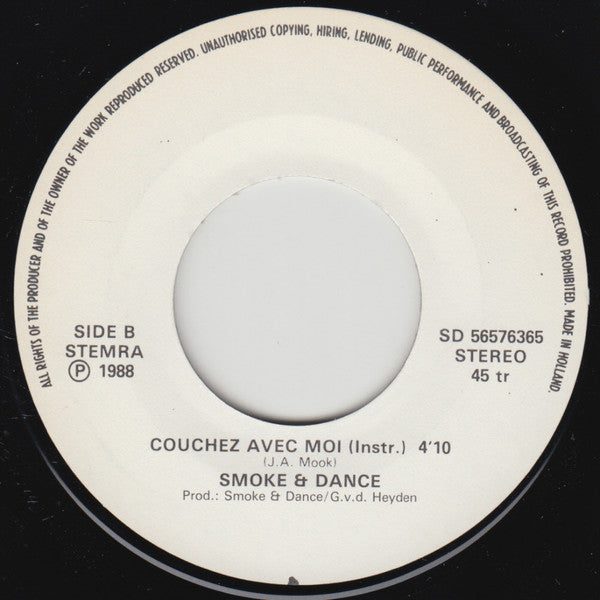 ALL RIGHTS OF THE PRODUCER AND OF THE OWNER OF THE WORK REPRODUCED RESERVED. UNAUTHORISED COPYING, HIRING, LENDING, PUBLIC PERFORMANCE AND BROADCASTING OF THIS RECORD PROHIBITED. MADE IN HOLLAND.
SIDE B
STEMRA
Ⓟ 1988
SD 56576365
STEREO
45 tr
COUCHEZ AVEC MOI (Instr.) 4'10
(J.A. Mook)
SMOKE & DANCE
Prod.: Smoke & Dance/G.v.d. Heyden